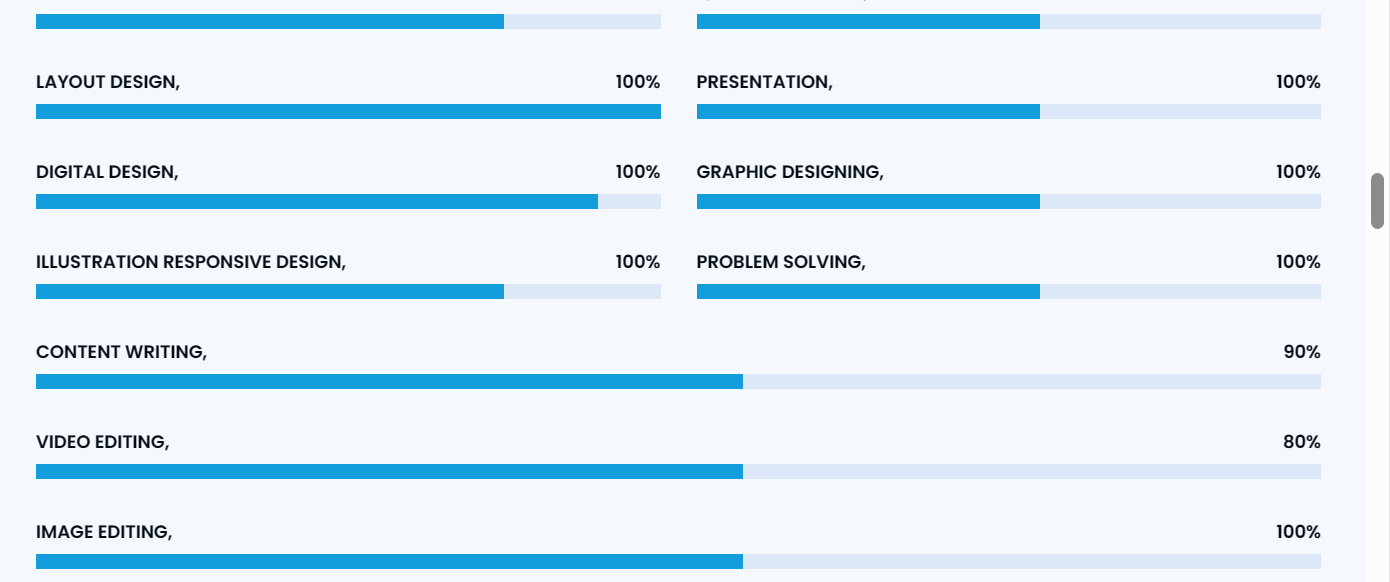 LAYOUT DESIGN, 100%
PRESENTATION, 100%
DIGITAL DESIGN, 100%
GRAPHIC DESIGNING, 100%
ILLUSTRATION RESPONSIVE DESIGN, 100%
PROBLEM SOLVING, 100%
CONTENT WRITING, 90%
VIDEO EDITING, 80%
IMAGE EDITING, 100%